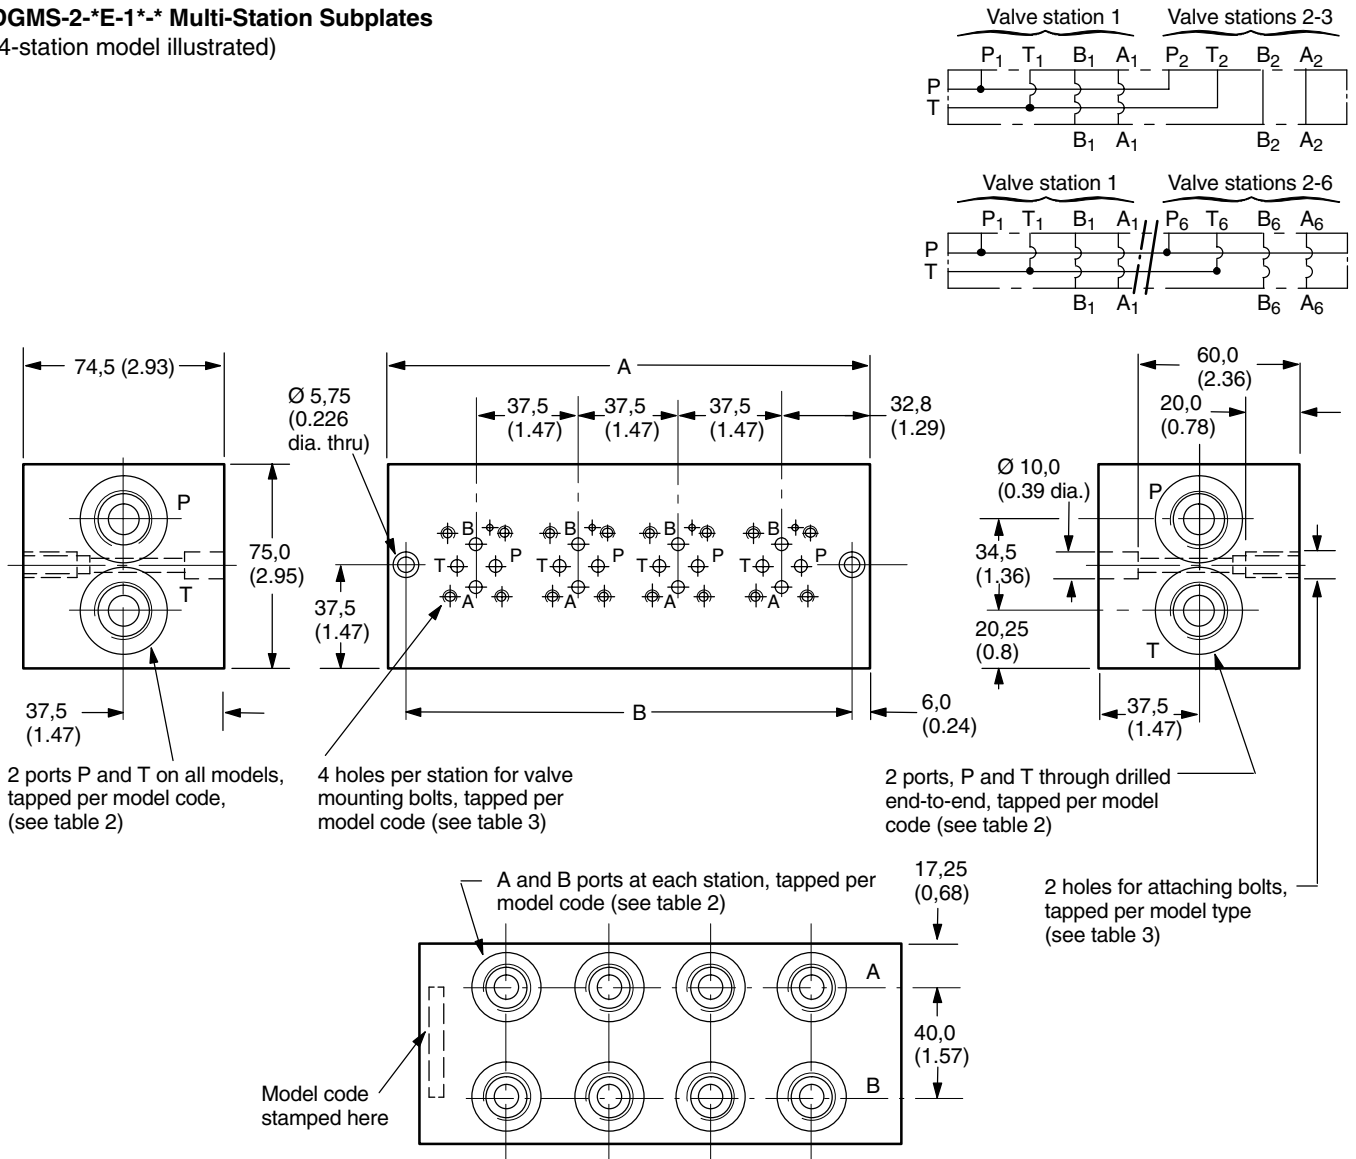 OGMS-2-*E-1*-* Multi-Station Subplates
4-station model illustrated)
Valve station 1 Valve stations 2-3
P1 T1 B1 A1 P2 T2 B2 A2
P
T
B1 A1 B2 A2
Valve station 1 Valve stations 2-6
P1 T1 B1 A1 P6 T6 B6 A6
P
T
B1 A1 B6 A6
74,5 (2.93)
P
T
75,0
(2.95)
37,5
(1.47)
2 ports P and T on all models,
tapped per model code,
(see table 2)
A
Ø 5,75
(0.226
dia. thru)
37,5
(1.47)
37,5
(1.47)
37,5
(1.47)
32,8
(1.29)
B B B B
T P T P T P T P
A A A A
37,5
(1.47)
B
6,0
(0.24)
4 holes per station for valve
mounting bolts, tapped per
model code (see table 3)
60,0
(2.36)
20,0
(0.78)
Ø 10,0
(0.39 dia.)
P
34,5
(1.36)
20,25
(0.8)
T
37,5
(1.47)
2 ports, P and T through drilled
end-to-end, tapped per model
code (see table 2)
2 holes for attaching bolts,
tapped per model type
(see table 3)
A and B ports at each station, tapped per
model code (see table 2)
17,25
(0,68)
A
40,0
(1.57)
B
Model code
stamped here